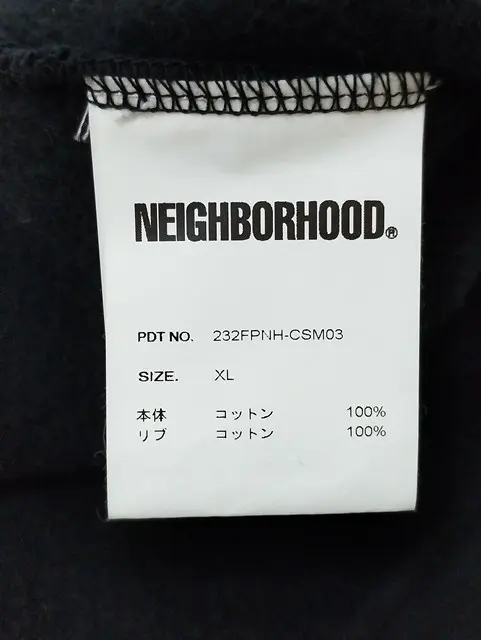 NEIGHBORHOOD®
PDT NO. 232FPNH-CSM03
SIZE. XL
本体 コットン 100%
リブ コットン 100%